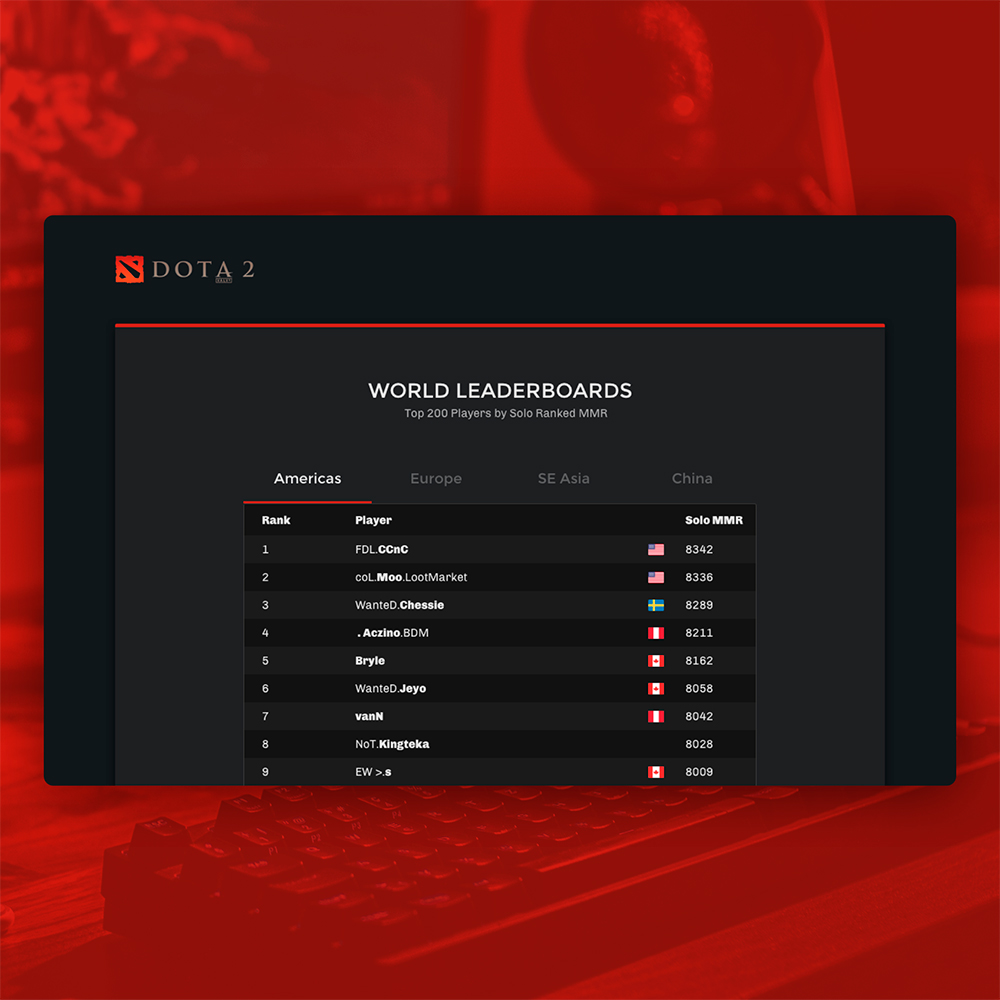 DOTA 2
WORLD LEADERBOARDS
Top 200 Players by Solo Ranked MMR
Americas Europe SE Asia China
Rank Player Solo MMR
1 FDL.CCnC 8342
2 coL.Moo.LootMarket 8336
3 WanteD.Chessie 8289
4 . Aczino.BDM 8211
5 Bryle 8162
6 WanteD.Jeyo 8058
7 vanN 8042
8 NoT.Kingteka 8028
9 EW >.s 8009